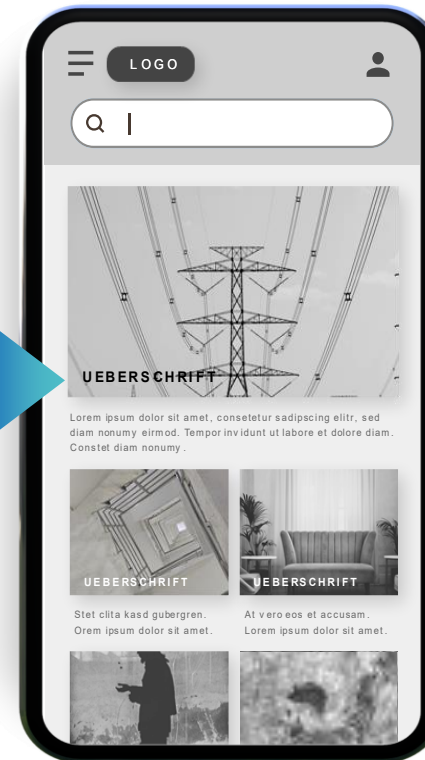 LOGO
UEBERSCHRIFT
Lorem ipsum dolor sit amet, consetetur sadipscing elitr, sed
diam nonumy eirmod. Tempor invidunt ut labore et dolore diam.
Constet diam nonumy.
UEBERSCHRIFT
UEBERSCHRIFT
Stet clita kasd gubergren.
Orem ipsum dolor sit amet.
At vero eos et accusam.
Lorem ipsum dolor sit amet.